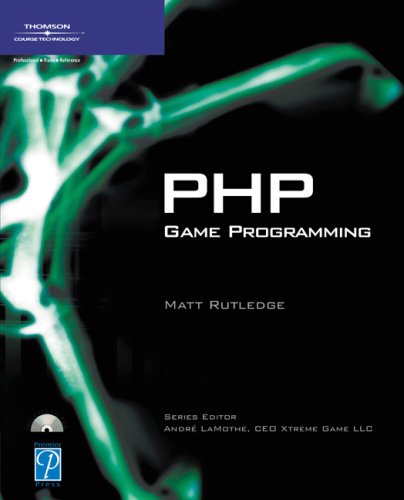 THOMSON
COURSE TECHNOLOGY
Professional ■ Trade ■ Reference
PHP
GAME PROGRAMMING
MATT RUTLEDGE
SERIES EDITOR
ANDRÉ LAMOTHE, CEO XTREME GAME LLC
Premier
P
Press